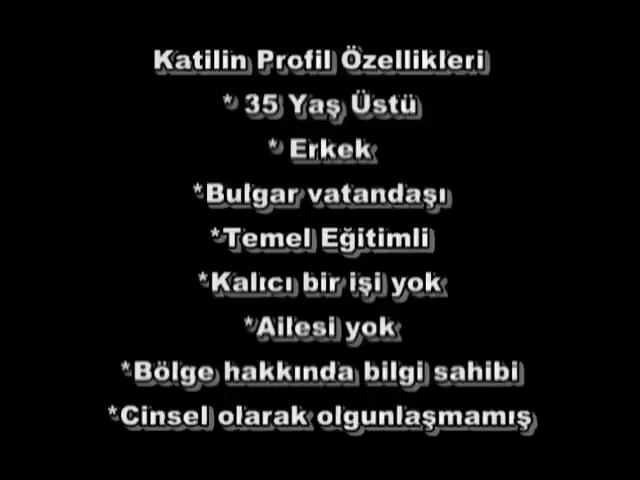 Katilin Profil Özellikleri
* 35 Yaş Üstü
* Erkek
*Bulgar vatandaşı
*Temel Eğitimli
*Kalıcı bir işi yok
*Ailesi yok
*Bölge hakkında bilgi sahibi
*Cinsel olarak olgunlaşmamış